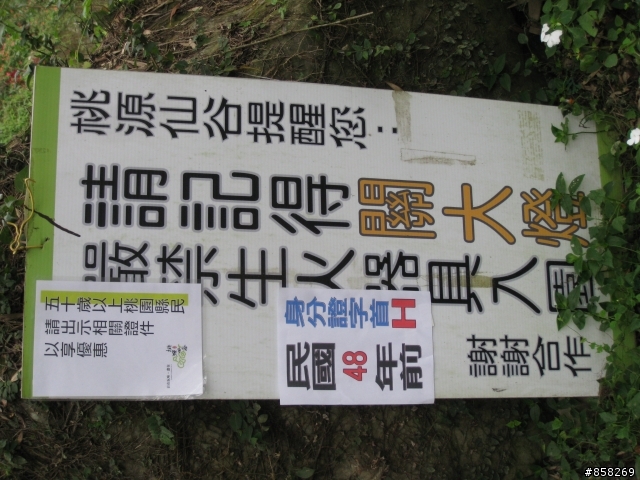 桃源仙谷提醒您：
請記得關大燈
嚴禁生火器具入園
謝謝合作
五十歲以上桃園縣民
請出示相關證件
以享優惠
身分證字首H
民國48年前
#858269